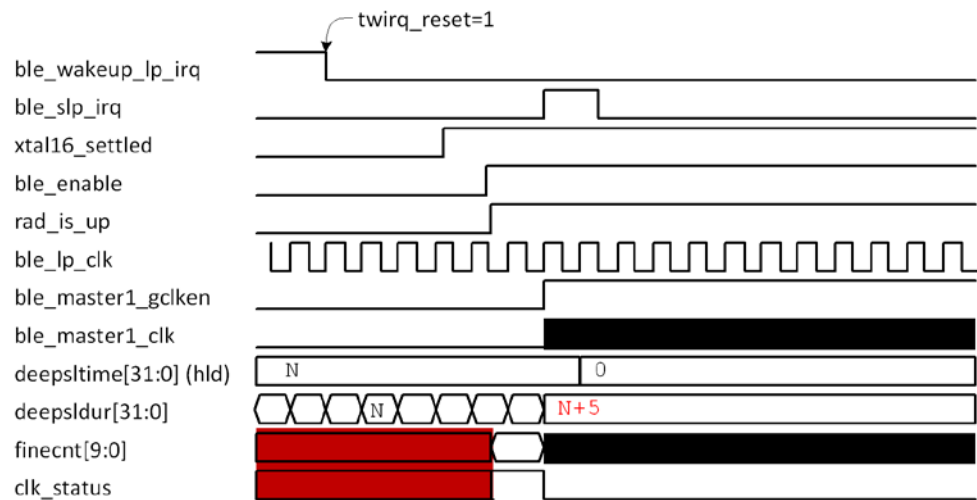 twirq_reset=1
ble_wakeup_lp_irq
ble_slp_irq
xtal16_settled
ble_enable
rad_is_up
ble_lp_clk
ble_master1_gclken
ble_master1_clk
deepsltime[31:0] (hld) N 0
deepsldur[31:0] N N+5
finecnt[9:0]
clk_status